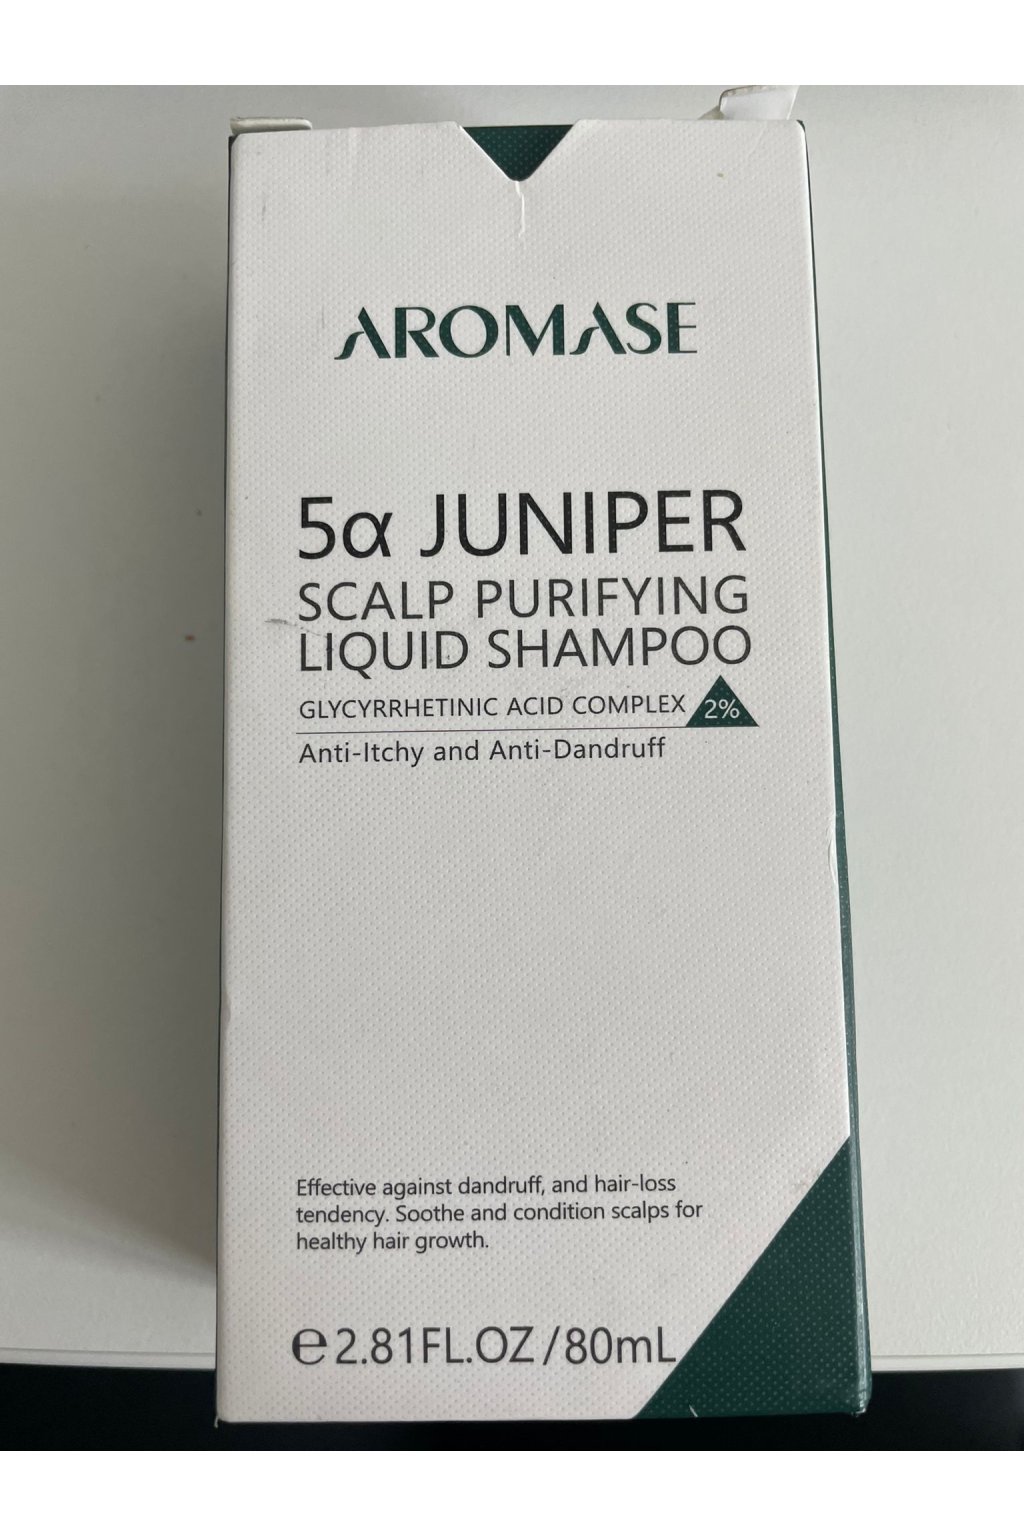 AROMASE
5α JUNIPER
SCALP PURIFYING
LIQUID SHAMPOO
GLYCYRRHETINIC ACID COMPLEX 2%
Anti-Itchy and Anti-Dandruff
Effective against dandruff, and hair-loss
tendency. Soothe and condition scalps for
healthy hair growth.
℮2.81FL.OZ/80mL